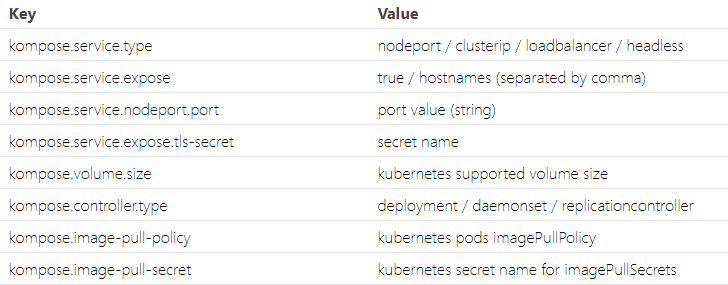 Key Value
kompose.service.type nodeport / clusterip / loadbalancer / headless
kompose.service.expose true / hostnames (separated by comma)
kompose.service.nodeport.port port value (string)
kompose.service.expose.tls-secret secret name
kompose.volume.size kubernetes supported volume size
kompose.controller.type deployment / daemonset / replicationcontroller
kompose.image-pull-policy kubernetes pods imagePullPolicy
kompose.image-pull-secret kubernetes secret name for imagePullSecrets